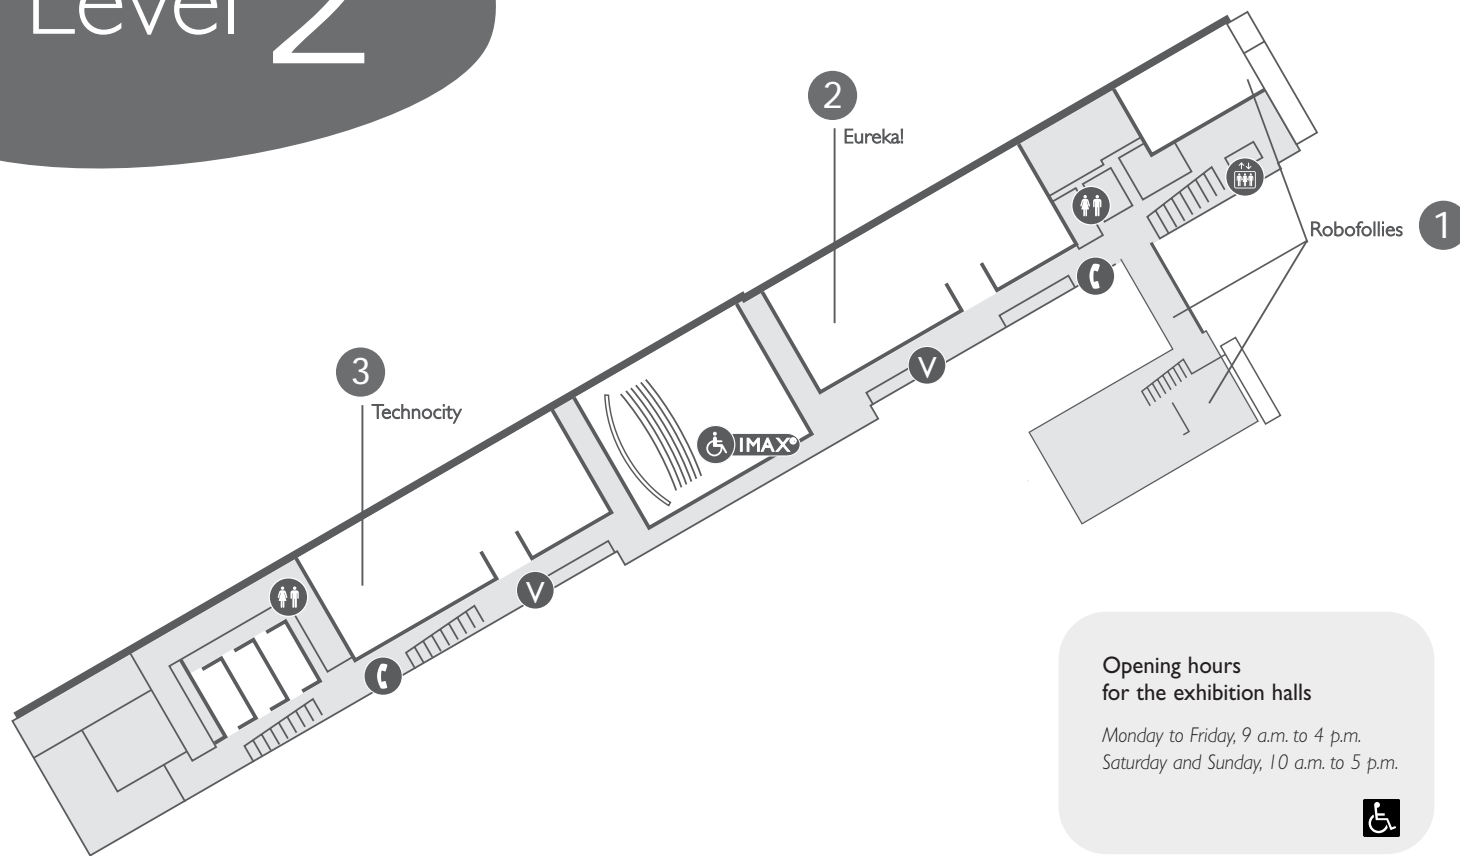 Level 2
2
Eureka!
Robofollies 1
3
Technocity
IMAX®
V
V
Opening hours
for the exhibition halls
Monday to Friday, 9 a.m. to 4 p.m.
Saturday and Sunday, 10 a.m. to 5 p.m.